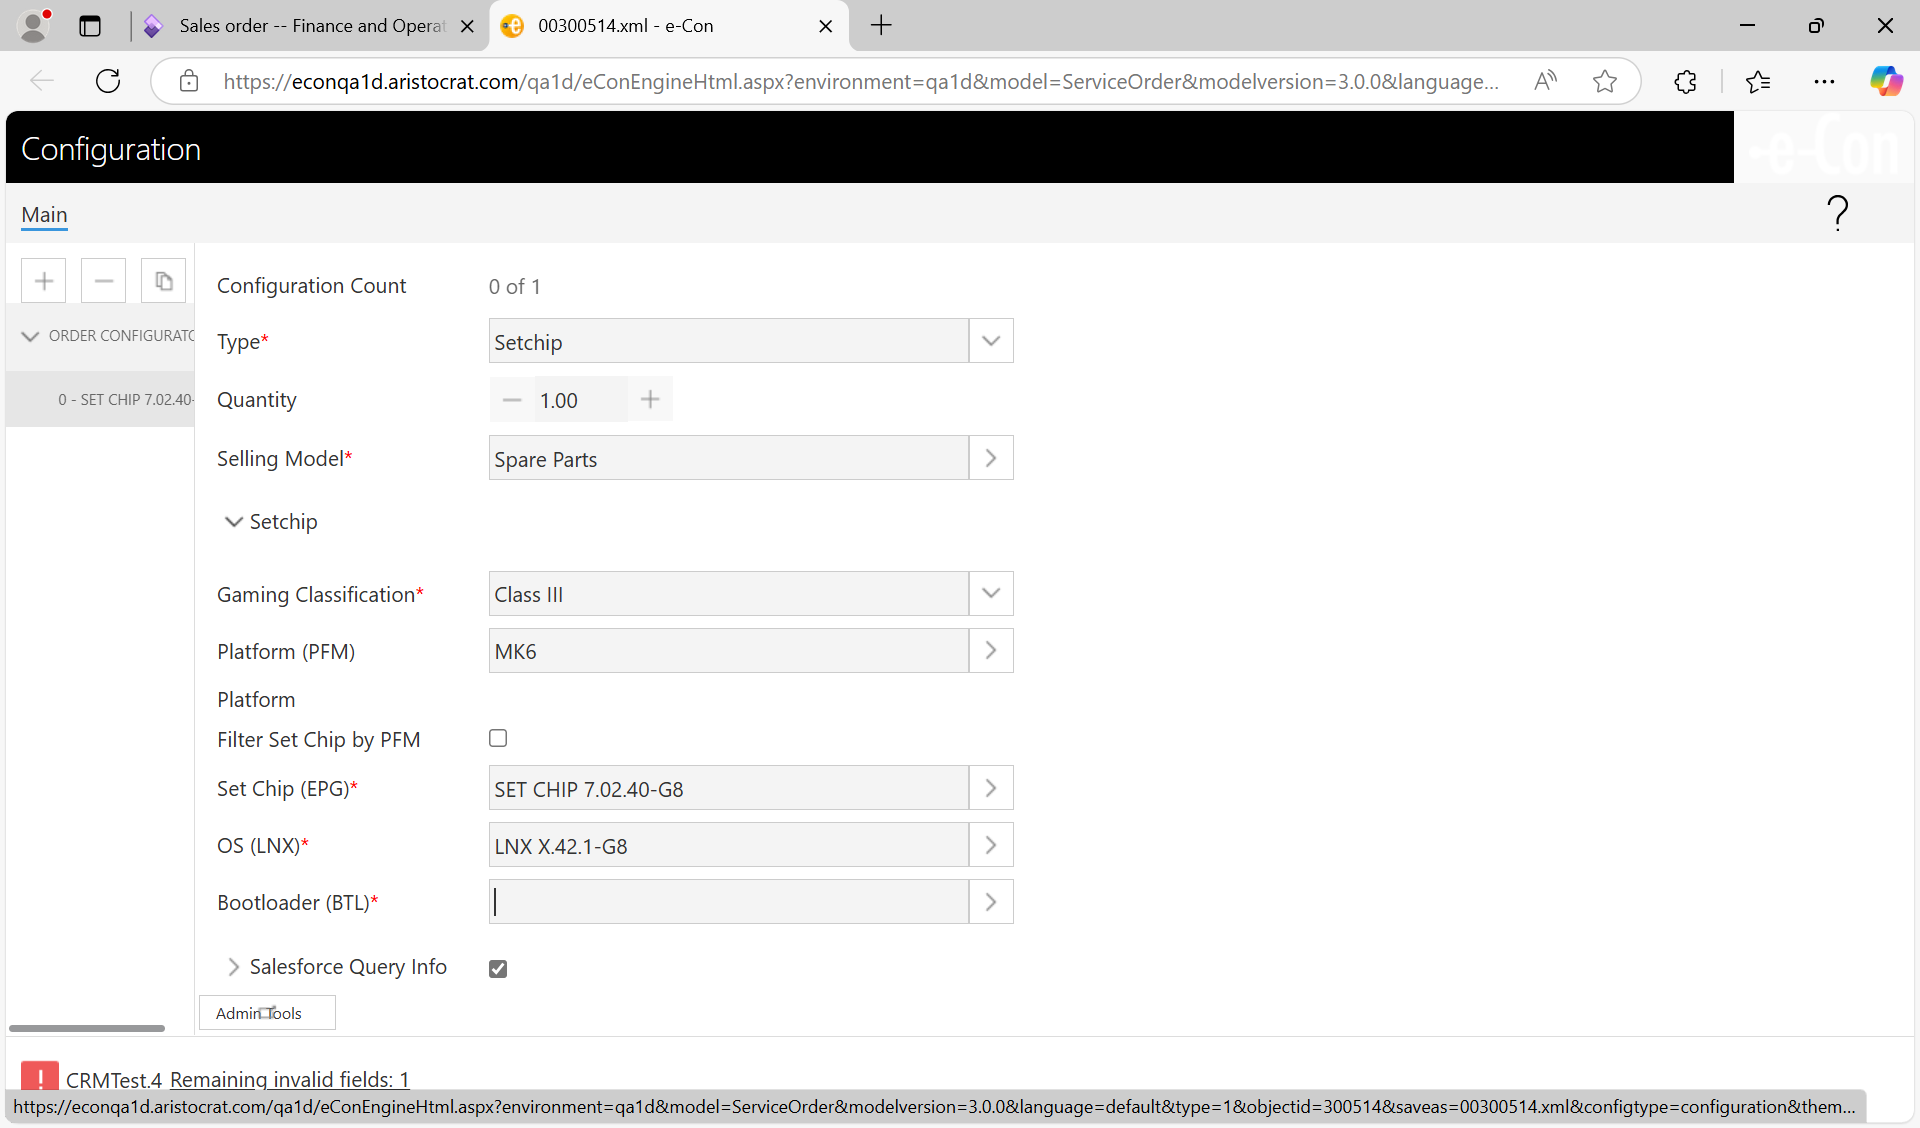 Sales order -- Finance and Operat
00300514.xml - e-Con
https://econqa1d.aristocrat.com/qa1d/eConEngineHtml.aspx?environment=qa1d&model=ServiceOrder&modelversion=3.0.0&language...
Configuration
-e-Con
Main
?
Configuration Count 0 of 1
ORDER CONFIGURATO
Type* Setchip
0 - SET CHIP 7.02.40-
Quantity 1.00
Selling Model* Spare Parts
Setchip
Gaming Classification* Class III
Platform (PFM) MK6
Platform
Filter Set Chip by PFM
Set Chip (EPG)* SET CHIP 7.02.40-G8
OS (LNX)* LNX X.42.1-G8
Bootloader (BTL)*
Salesforce Query Info
Admin Tools
! CRMTest.4 Remaining invalid fields: 1
https://econqa1d.aristocrat.com/qa1d/eConEngineHtml.aspx?environment=qa1d&model=ServiceOrder&modelversion=3.0.0&language=default&type=1&objectid=300514&saveas=00300514.xml&configtype=configuration&them...